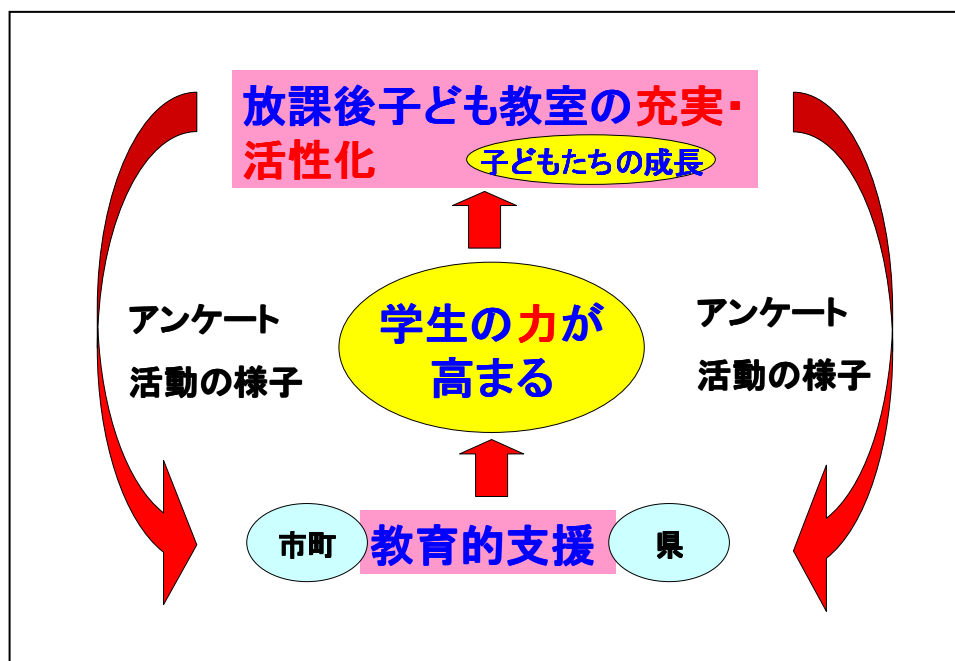 放課後子ども教室の充実・
活性化
子どもたちの成長
アンケート
活動の様子
学生の力が
高まる
アンケート
活動の様子
市町
教育的支援
県